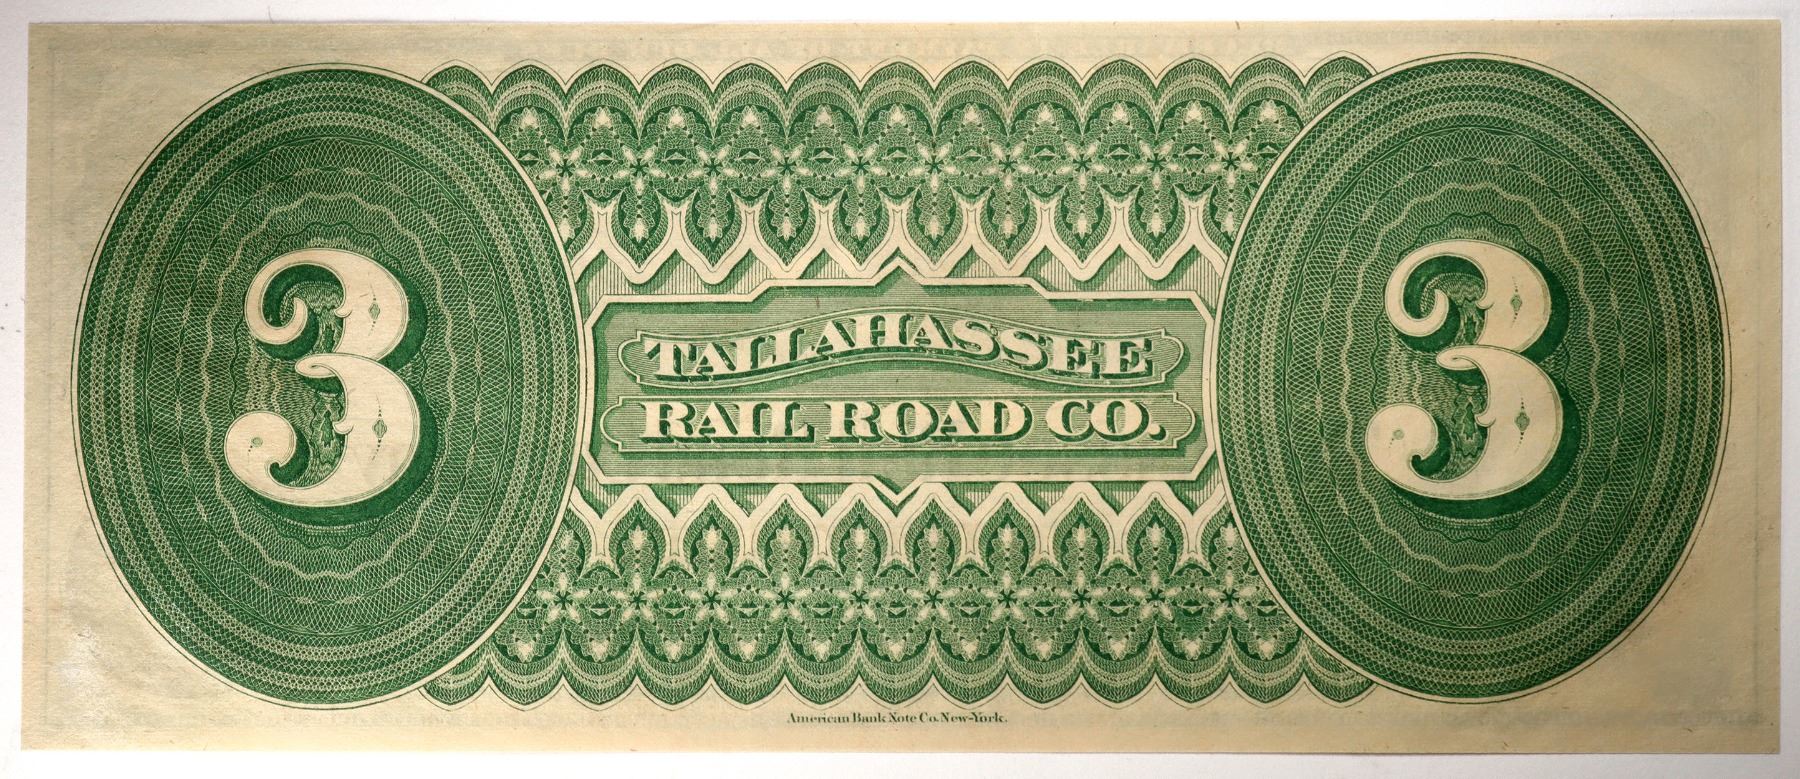 3
TALLAHASSEE
RAIL ROAD CO.
3
American Bank Note Co. New-York.